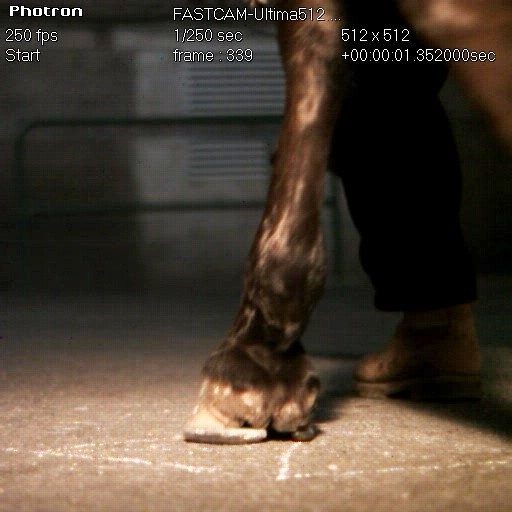 Photron FASTCAM-Ultima512 ...
250 fps 1/250 sec 512 x 512
Start frame : 339 +00:00:01.352000sec